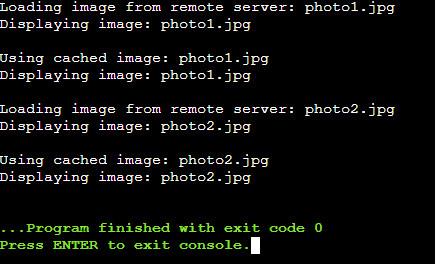 Loading image from remote server: photo1.jpg
Displaying image: photo1.jpg
Using cached image: photo1.jpg
Displaying image: photo1.jpg
Loading image from remote server: photo2.jpg
Displaying image: photo2.jpg
Using cached image: photo2.jpg
Displaying image: photo2.jpg
...Program finished with exit code 0
Press ENTER to exit console.